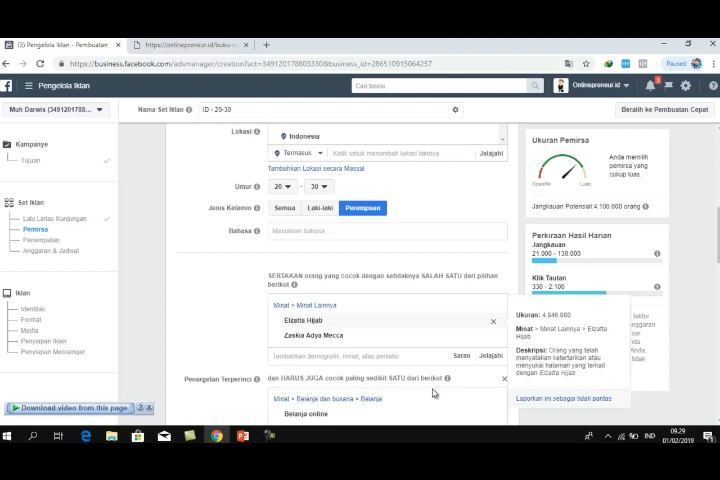 (3) Pengelola Iklan - Pembuatan
https://onlinepreneur.id/buku-o
https://business.facebook.com/adsmanager/creation?act=349120178803330&business_id=286510915064257
Paused
Pengelola Iklan
Cari bisnis
Onlinepreneur.id
Muh Darwis (3491201788...
Nama Set Iklan
ID - 20-30
Beralih ke Pembuatan Cepat
Kampanye
Tujuan
Set Iklan
Lalu Lintas Kunjungan
Pemirsa
Penempatan
Anggaran & Jadwal
Iklan
Identitas
Format
Media
Penyiapan Iklan
Penyiapan Messenger
Lokasi
Indonesia
Termasuk
Ketik untuk menambah lokasi lainnya
Jelajahi
Tambahkan Lokasi secara Massal
Umur
20 - 30
Jenis Kelamin
Semua
Laki-laki
Perempuan
Bahasa
Masukkan bahasa...
SERTAKAN orang yang cocok dengan setidaknya SALAH SATU dari pilihan
berikut
Minat > Minat Lainnya
Elzatta Hijab
Zaskia Adya Mecca
Tambahkan demografis, minat, atau perilaku
Saran
Jelajahi
Penargetan Terperinci
dan HARUS JUGA cocok paling sedikit SATU dari berikut
Minat > Belanja dan busana > Belanja
Belanja online
Ukuran Pemirsa
Spesifik
Luas
Anda memilih
pemirsa yang
cukup luas.
Jangkauan Potensial:4.100.000 orang
Perkiraan Hasil Harian
Jangkauan
21.000 - 130.000
Klik Tautan
330 - 2.100
Ukuran: 4.846.880
Minat > Minat Lainnya > Elzatta
Hijab
Deskripsi: Orang yang telah
menyatakan ketertarikan atau
menyukai halaman yang terkait
dengan Elzatta Hijab
Laporkan ini sebagai tidak pantas
faktor
anggaran
Download video from this page
IND
09.29
01/02/2019